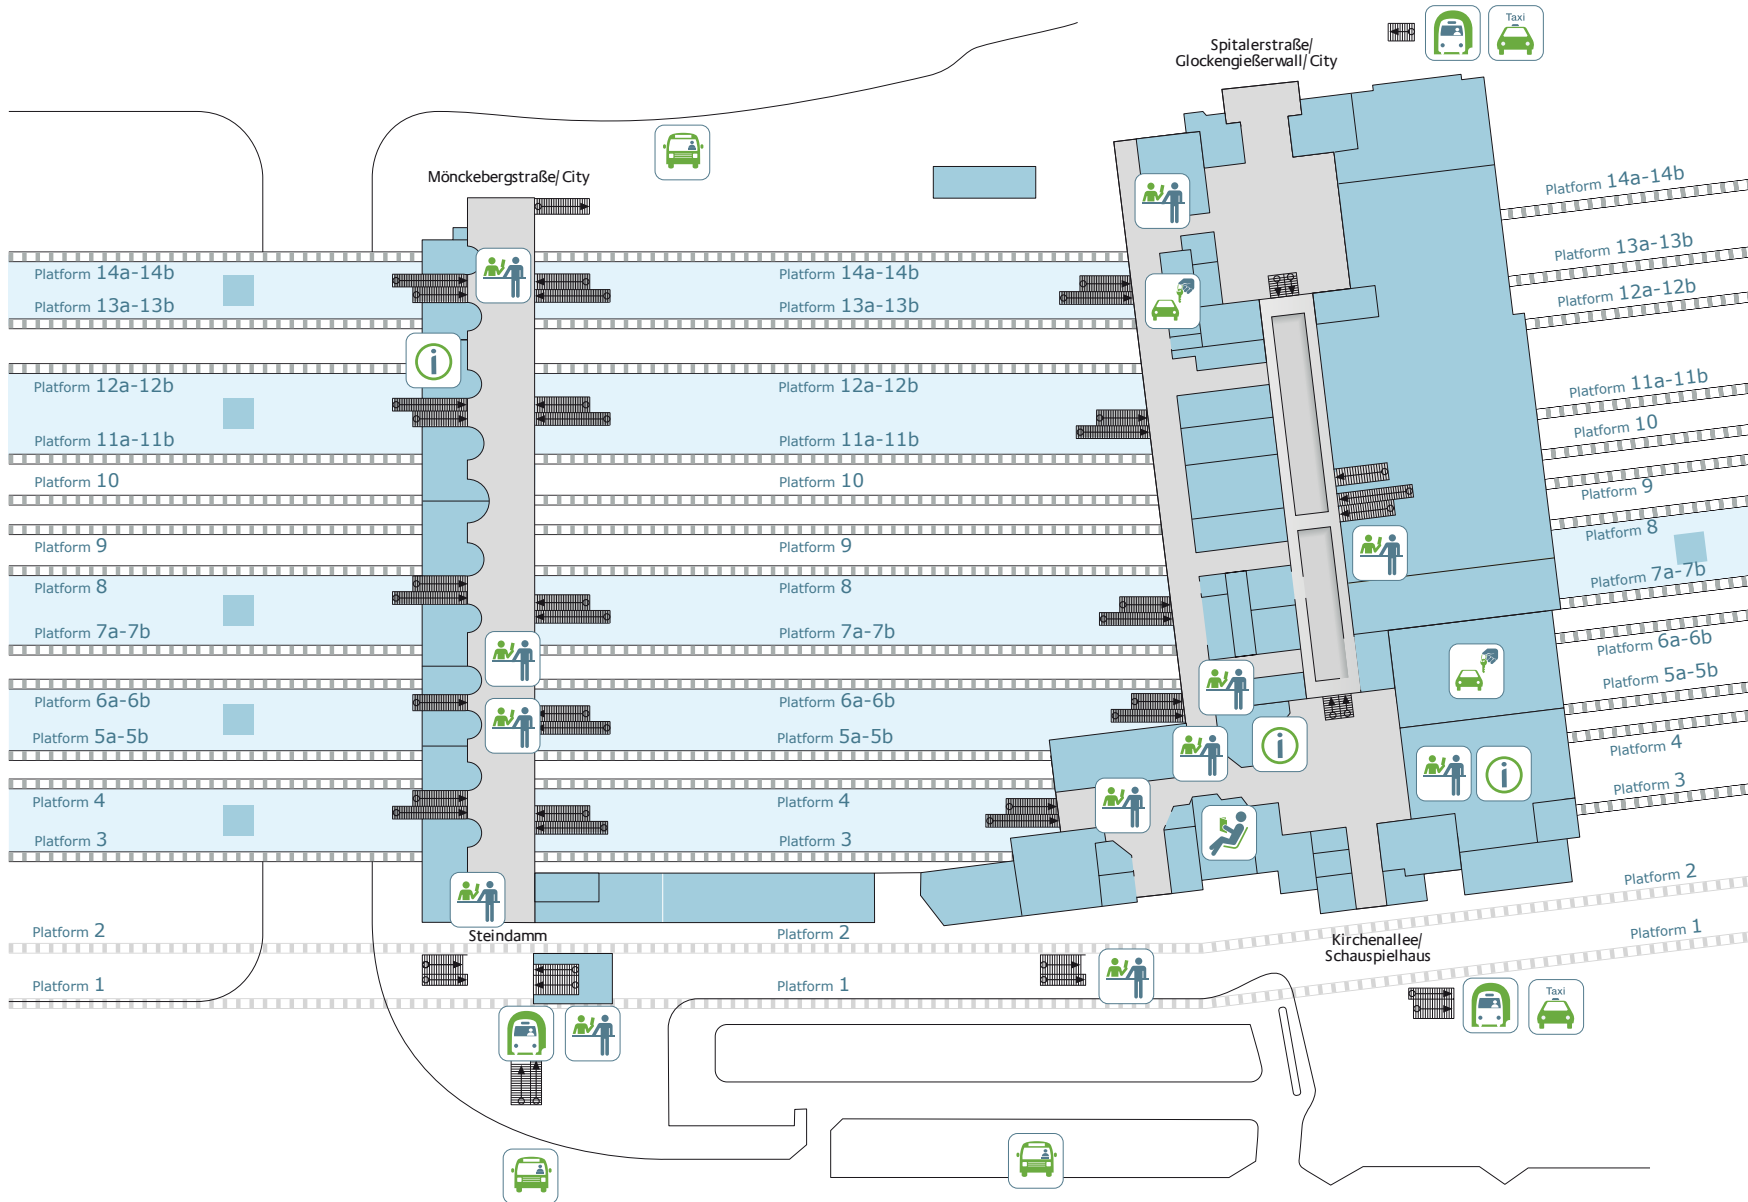 Taxi
Spitalerstraße/
Glockengießerwall/City
Mönckebergstraße/City
Platform 14a-14b
Platform 13a-13b
Platform 12a-12b
Platform 11a-11b
Platform 10
Platform 9
Platform 8
Platform 7a-7b
Platform 6a-6b
Platform 5a-5b
Platform 4
Platform 3
Platform 2
Platform 1
Platform 14a-14b
Platform 13a-13b
Platform 12a-12b
Platform 11a-11b
Platform 10
Platform 9
Platform 8
Platform 7a-7b
Platform 6a-6b
Platform 5a-5b
Platform 4
Platform 3
Platform 2
Platform 1
Platform 14a-14b
Platform 13a-13b
Platform 12a-12b
Platform 11a-11b
Platform 10
Platform 9
Platform 8
Platform 7a-7b
Platform 6a-6b
Platform 5a-5b
Platform 4
Platform 3
Platform 2
Platform 1
i
i
i
Steindamm
Kirchenallee/
Schauspielhaus
Taxi